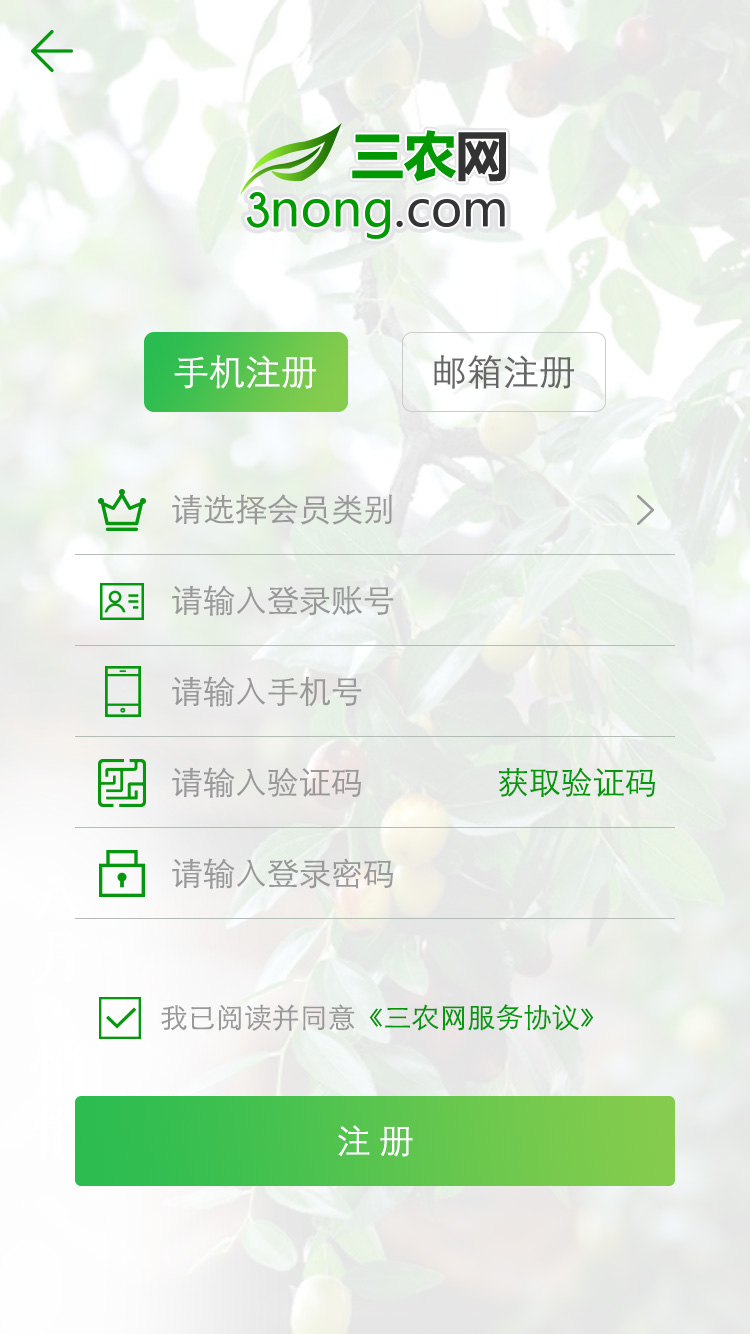 三农网
3nong.com
手机注册 邮箱注册
请选择会员类别
请输入登录账号
请输入手机号
请输入验证码 获取验证码
请输入登录密码
我已阅读并同意《三农网服务协议》
注 册